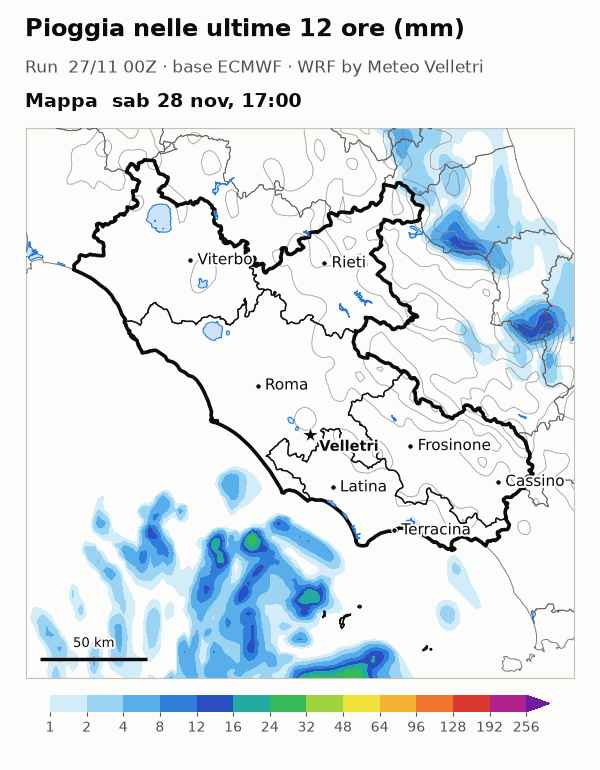 Pioggia nelle ultime 12 ore (mm)
Run  27/11 00Z · base ECMWF · WRF by Meteo Velletri
Mappa  sab 28 nov, 17:00
Viterbo
Rieti
Roma
Velletri
Frosinone
Latina
Cassino
Terracina
50 km
1 2 4 8 12 16 24 32 48 64 96 128 192 256